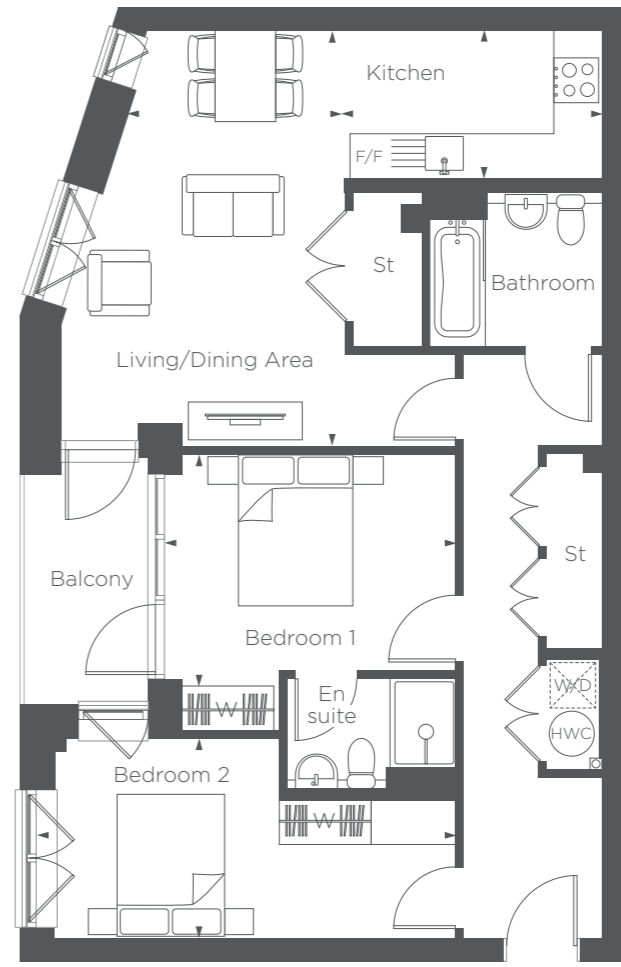 Kitchen
F/F
St
Bathroom
Living/Dining Area
St
Balcony
Bedroom 1
En
suite
W
W/D
HWC
Bedroom 2
W